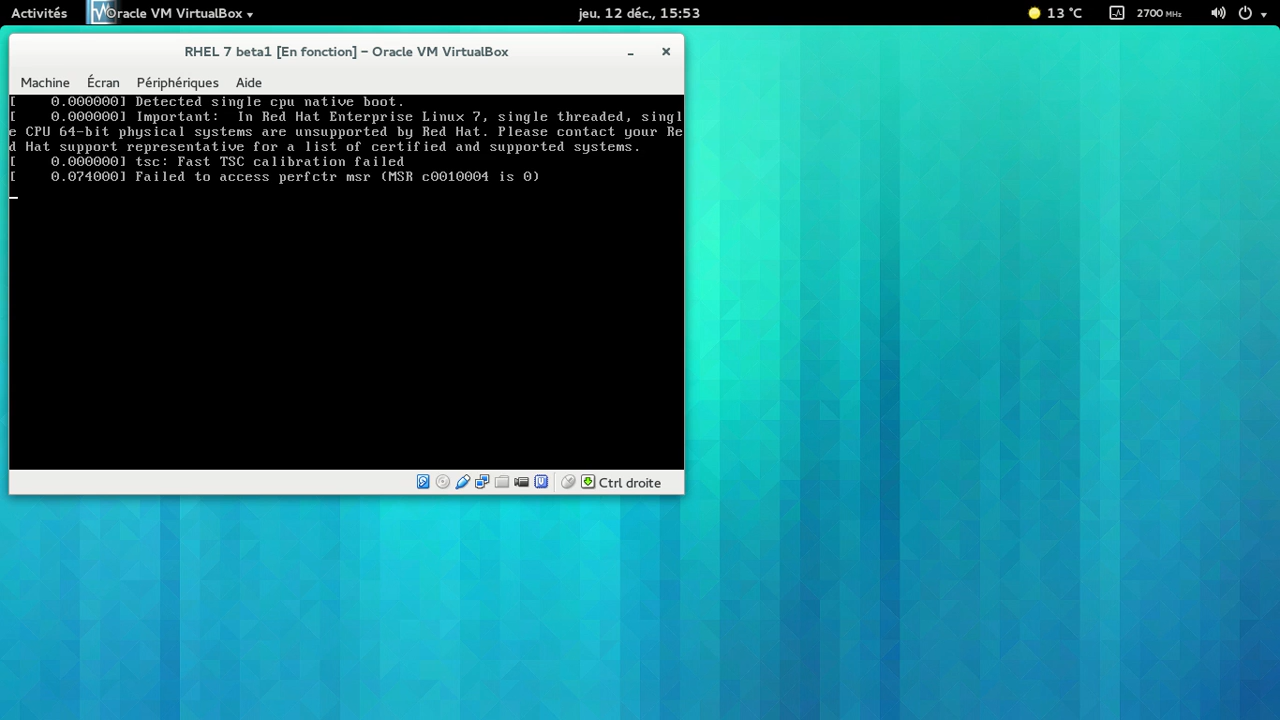 Activités Oracle VM VirtualBox jeu. 12 déc., 15:53 13 °C 2700 MHz
RHEL 7 beta1 [En fonction] – Oracle VM VirtualBox
Machine Écran Périphériques Aide
[    0.000000] Detected single cpu native boot.
[    0.000000] Important:  In Red Hat Enterprise Linux 7, single threaded, singl
e CPU 64-bit physical systems are unsupported by Red Hat. Please contact your Re
d Hat support representative for a list of certified and supported systems.
[    0.000000] tsc: Fast TSC calibration failed
[    0.074000] Failed to access perfctr msr (MSR c0010004 is 0)
Ctrl droite